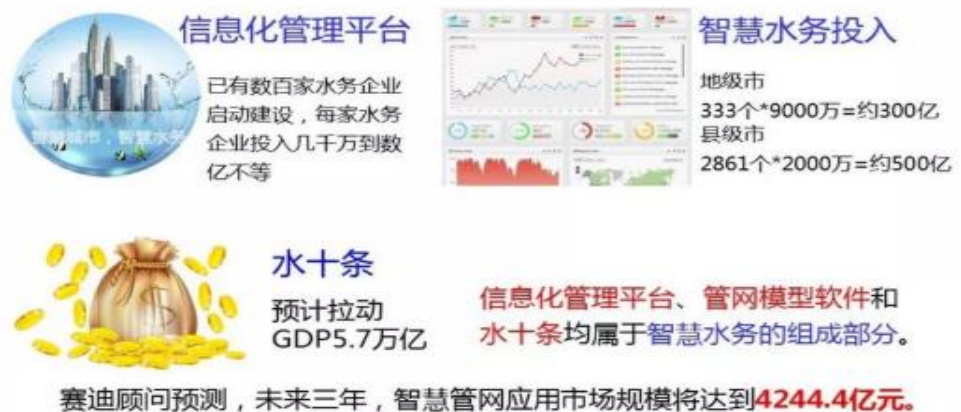 信息化管理平台
已有数百家水务企业
启动建设，每家水务
企业投入几千万到数
亿不等
智慧水务投入
地级市
333个*9000万=约300亿
县级市
2861个*2000万=约500亿
水十条
预计拉动
GDP5.7万亿
信息化管理平台、管网模型软件和
水十条均属于智慧水务的组成部分。
赛迪顾问预测，未来三年，智慧管网应用市场规模将达到4244.4亿元。